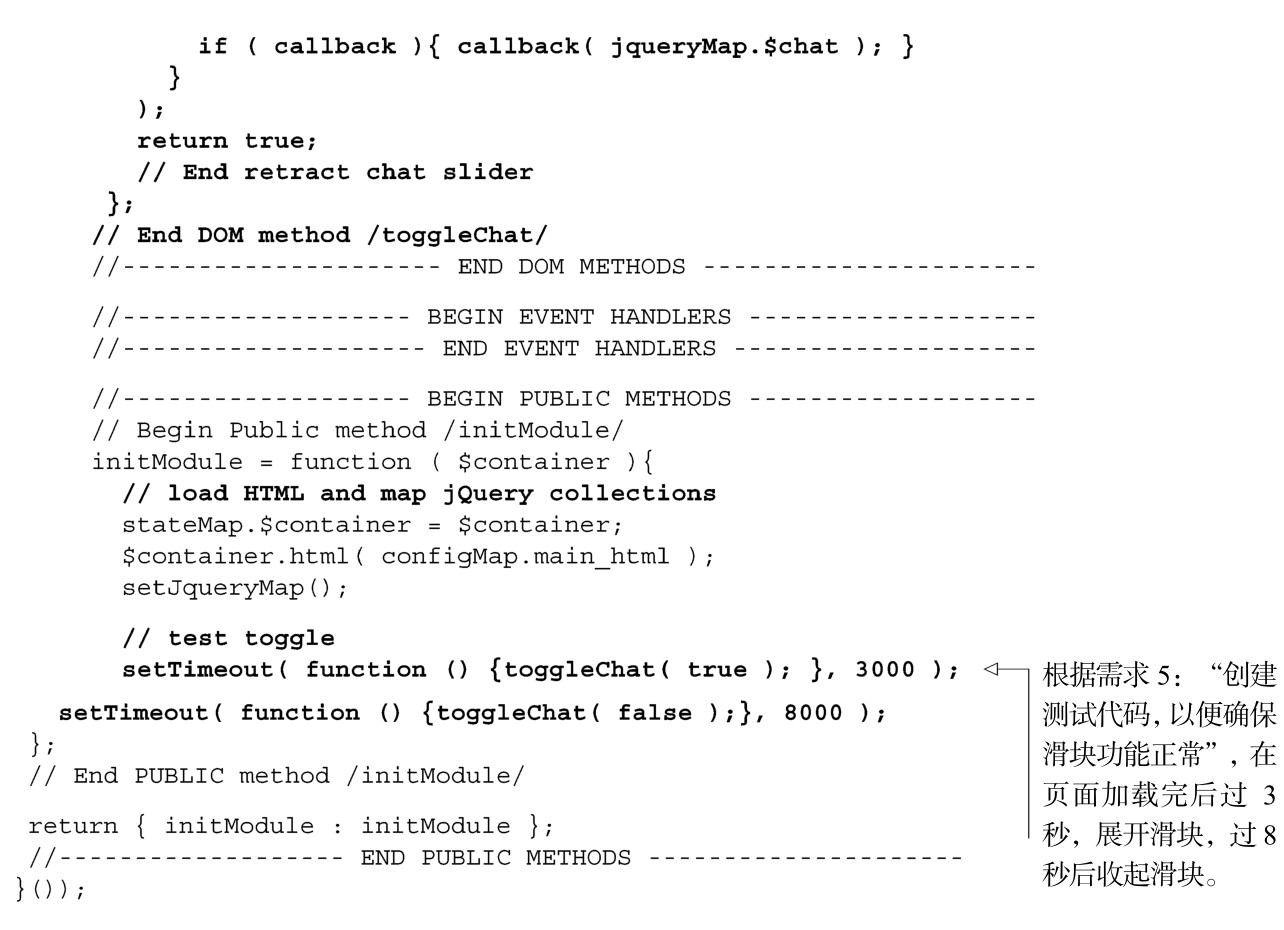 if ( callback ){ callback( jqueryMap.$chat ); }
}
);
return true;
// End retract chat slider
};
// End DOM method /toggleChat/
//--------------------- END DOM METHODS ----------------------
//------------------- BEGIN EVENT HANDLERS -------------------
//-------------------- END EVENT HANDLERS --------------------
//------------------- BEGIN PUBLIC METHODS -------------------
// Begin Public method /initModule/
initModule = function ( $container ){
// load HTML and map jQuery collections
stateMap.$container = $container;
$container.html( configMap.main_html );
setJqueryMap();
// test toggle
setTimeout( function () {toggleChat( true ); }, 3000 );
setTimeout( function () {toggleChat( false );}, 8000 );
};
// End PUBLIC method /initModule/
return { initModule : initModule };
//------------------- END PUBLIC METHODS ---------------------
}());
根据需求 5：“创建
测试代码，以便确保
滑块功能正常”，在
页面加载完后过 3
秒，展开滑块，过 8
秒后收起滑块。